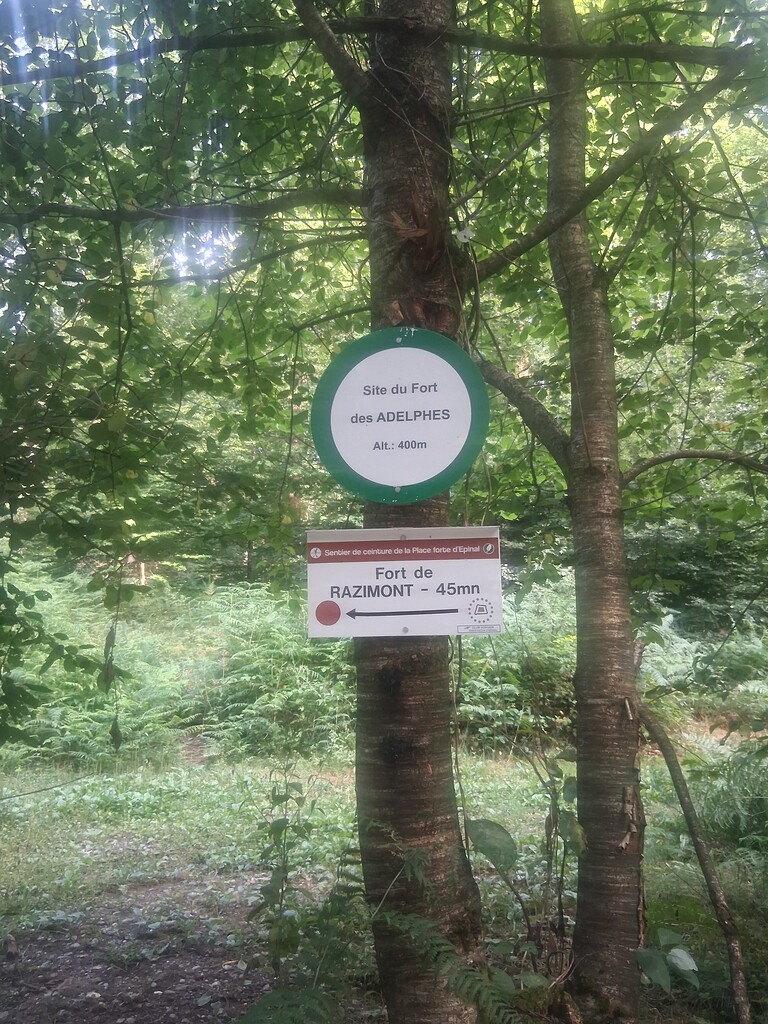 Site du Fort
des ADELPHES
Alt.: 400m
Sentier de ceinture de la Place forte d'Epinal
Fort de
RAZIMONT - 45mn